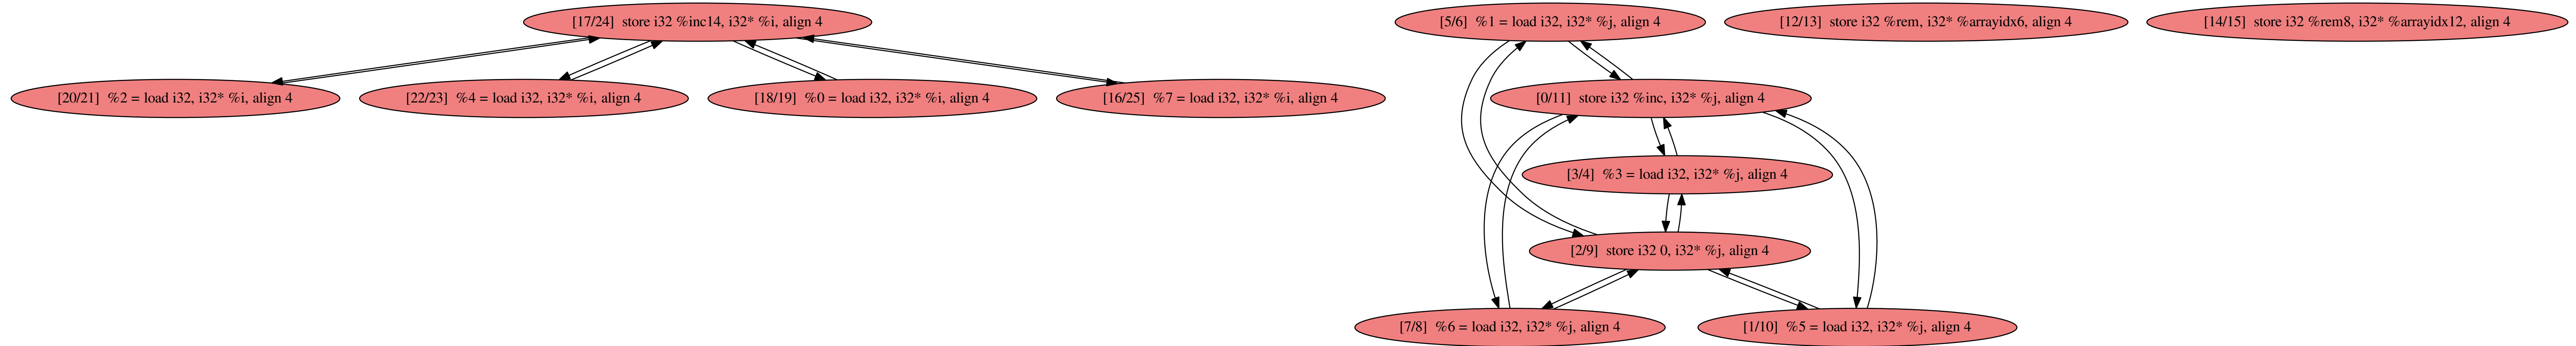 [17/24]  store i32 %inc14, i32* %i, align 4
[5/6]  %1 = load i32, i32* %j, align 4
[12/13]  store i32 %rem, i32* %arrayidx6, align 4
[14/15]  store i32 %rem8, i32* %arrayidx12, align 4
[20/21]  %2 = load i32, i32* %i, align 4
[22/23]  %4 = load i32, i32* %i, align 4
[18/19]  %0 = load i32, i32* %i, align 4
[16/25]  %7 = load i32, i32* %i, align 4
[0/11]  store i32 %inc, i32* %j, align 4
[3/4]  %3 = load i32, i32* %j, align 4
[2/9]  store i32 0, i32* %j, align 4
[7/8]  %6 = load i32, i32* %j, align 4
[1/10]  %5 = load i32, i32* %j, align 4